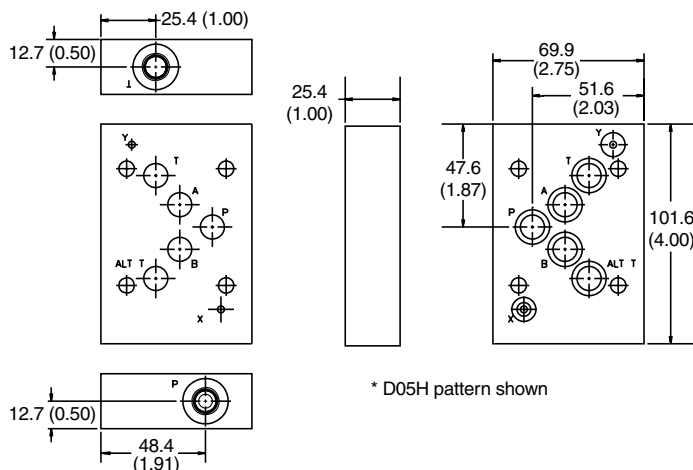 25.4 (1.00)
12.7 (0.50)
T
Y
T
A
P
B
ALT T
X
P
12.7 (0.50)
48.4
(1.91)
25.4
(1.00)
69.9
(2.75)
51.6
(2.03)
47.6
(1.87)
101.6
(4.00)
Y
T
A
P
B
ALT T
X
* D05H pattern shown